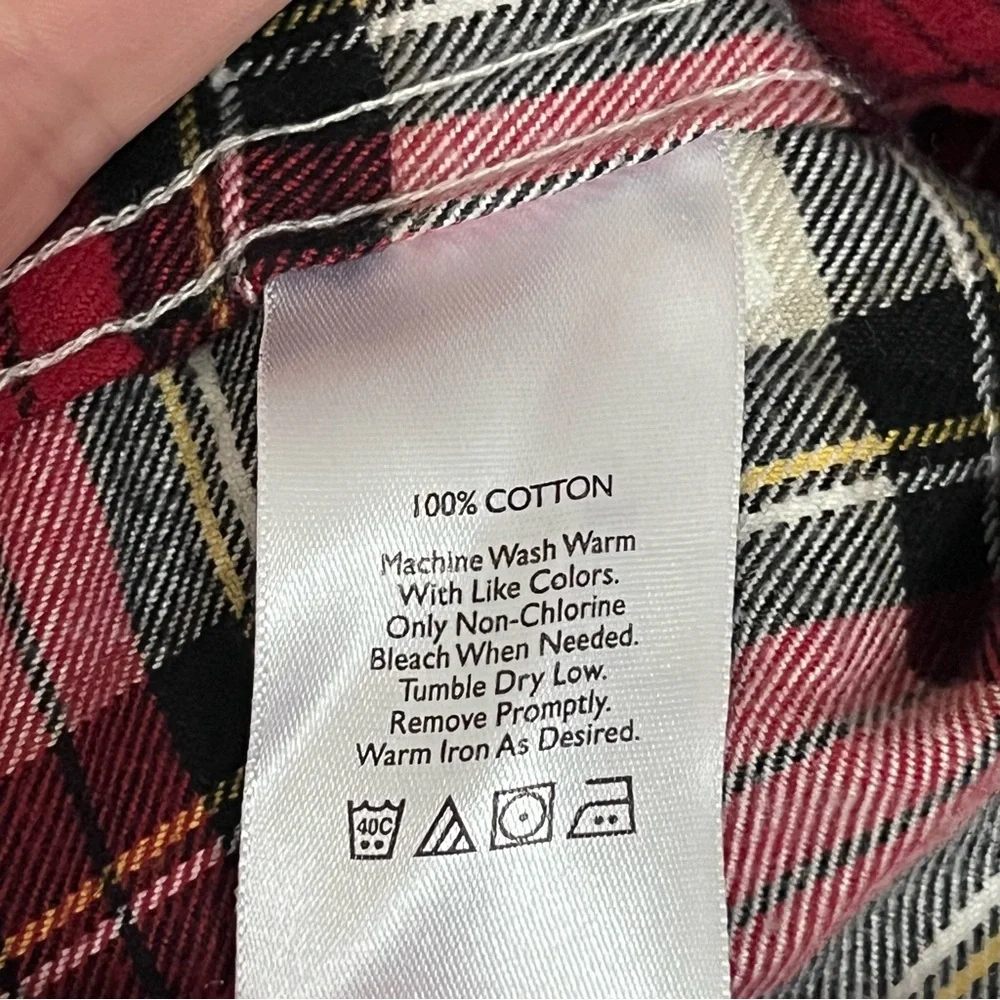 100% COTTON
Machine Wash Warm
With Like Colors.
Only Non-Chlorine
Bleach When Needed.
Tumble Dry Low.
Remove Promptly.
Warm Iron As Desired.
40C